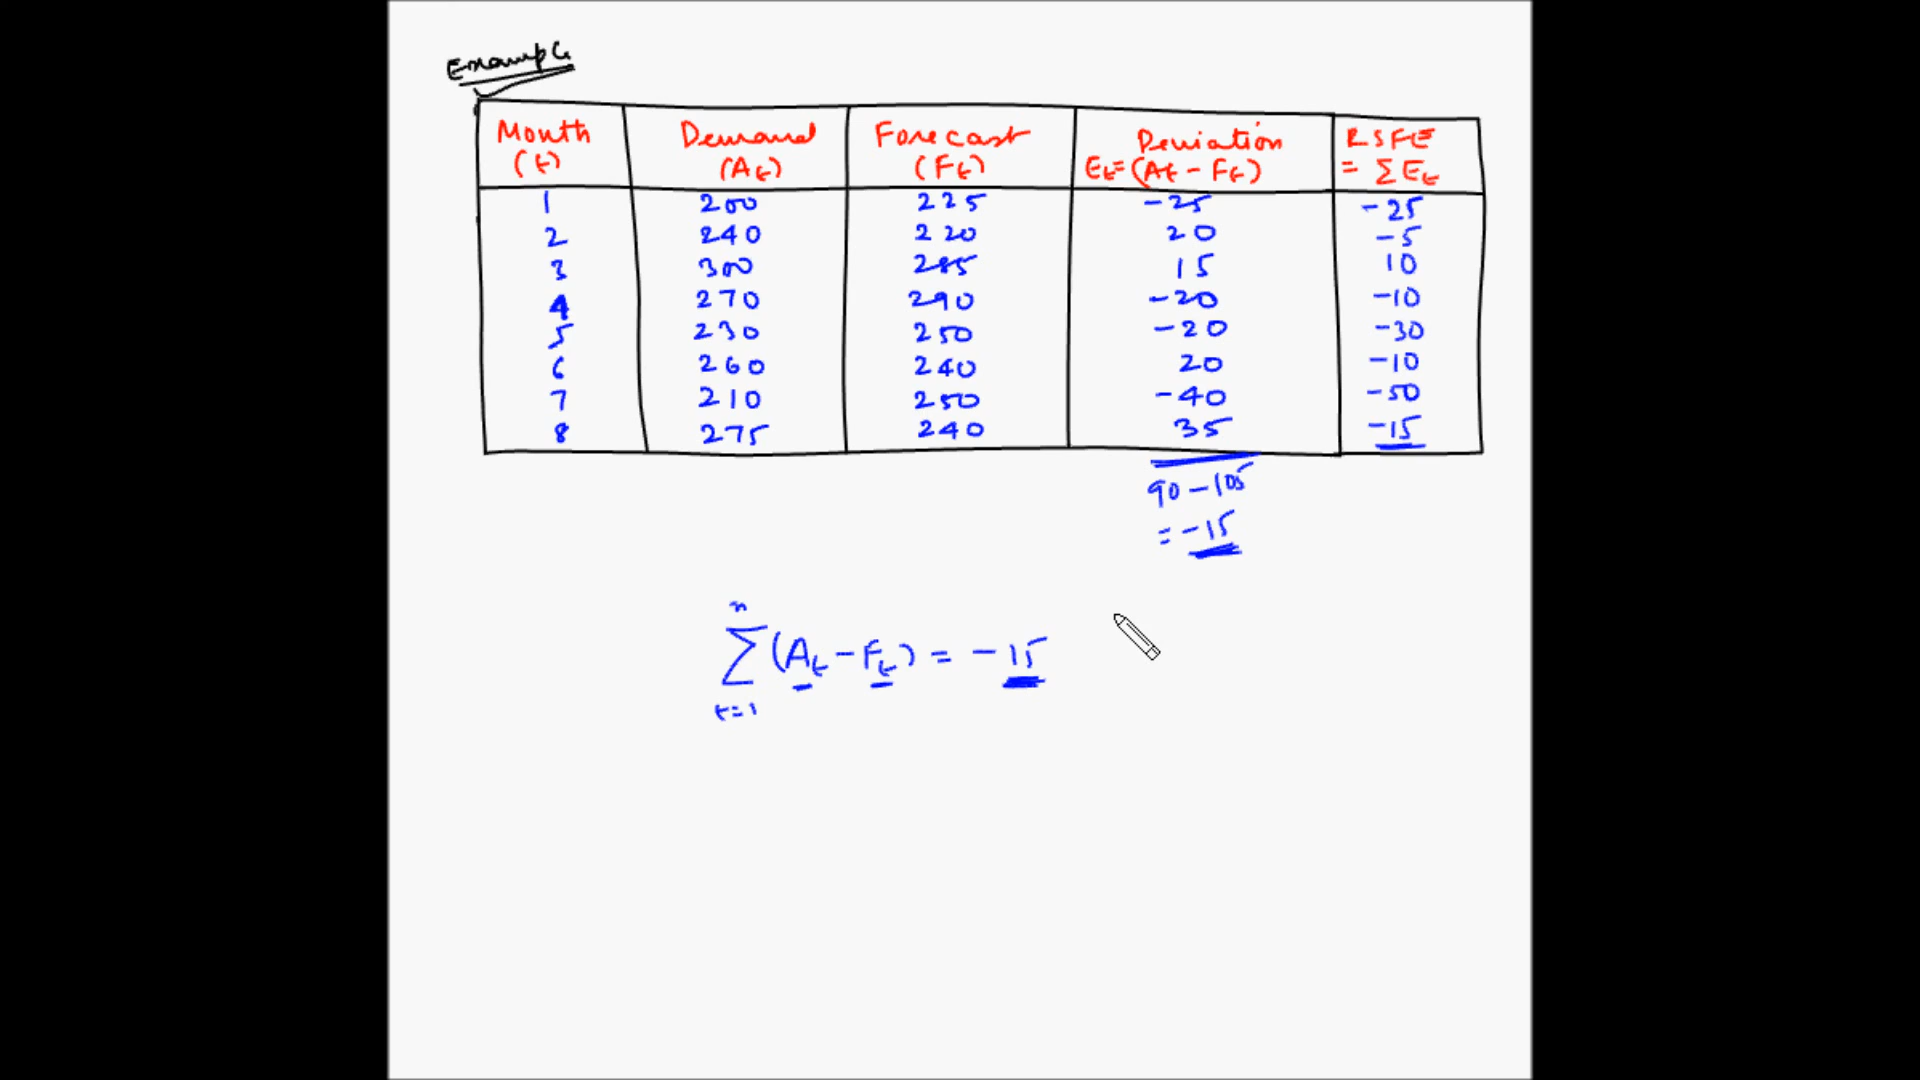 Example
Month Demand Forecast Deviation RSFE
(t) (At) (Ft) Et=(At - Ft) = ΣEt
1 200 225 -25 -25
2 240 220 20 -5
3 300 285 15 10
4 270 290 -20 -10
5 230 250 -20 -30
6 260 240 20 -10
7 210 250 -40 -50
8 275 240 35 -15
90 - 105
= -15
n
Σ(At - Ft) = -15
t=1